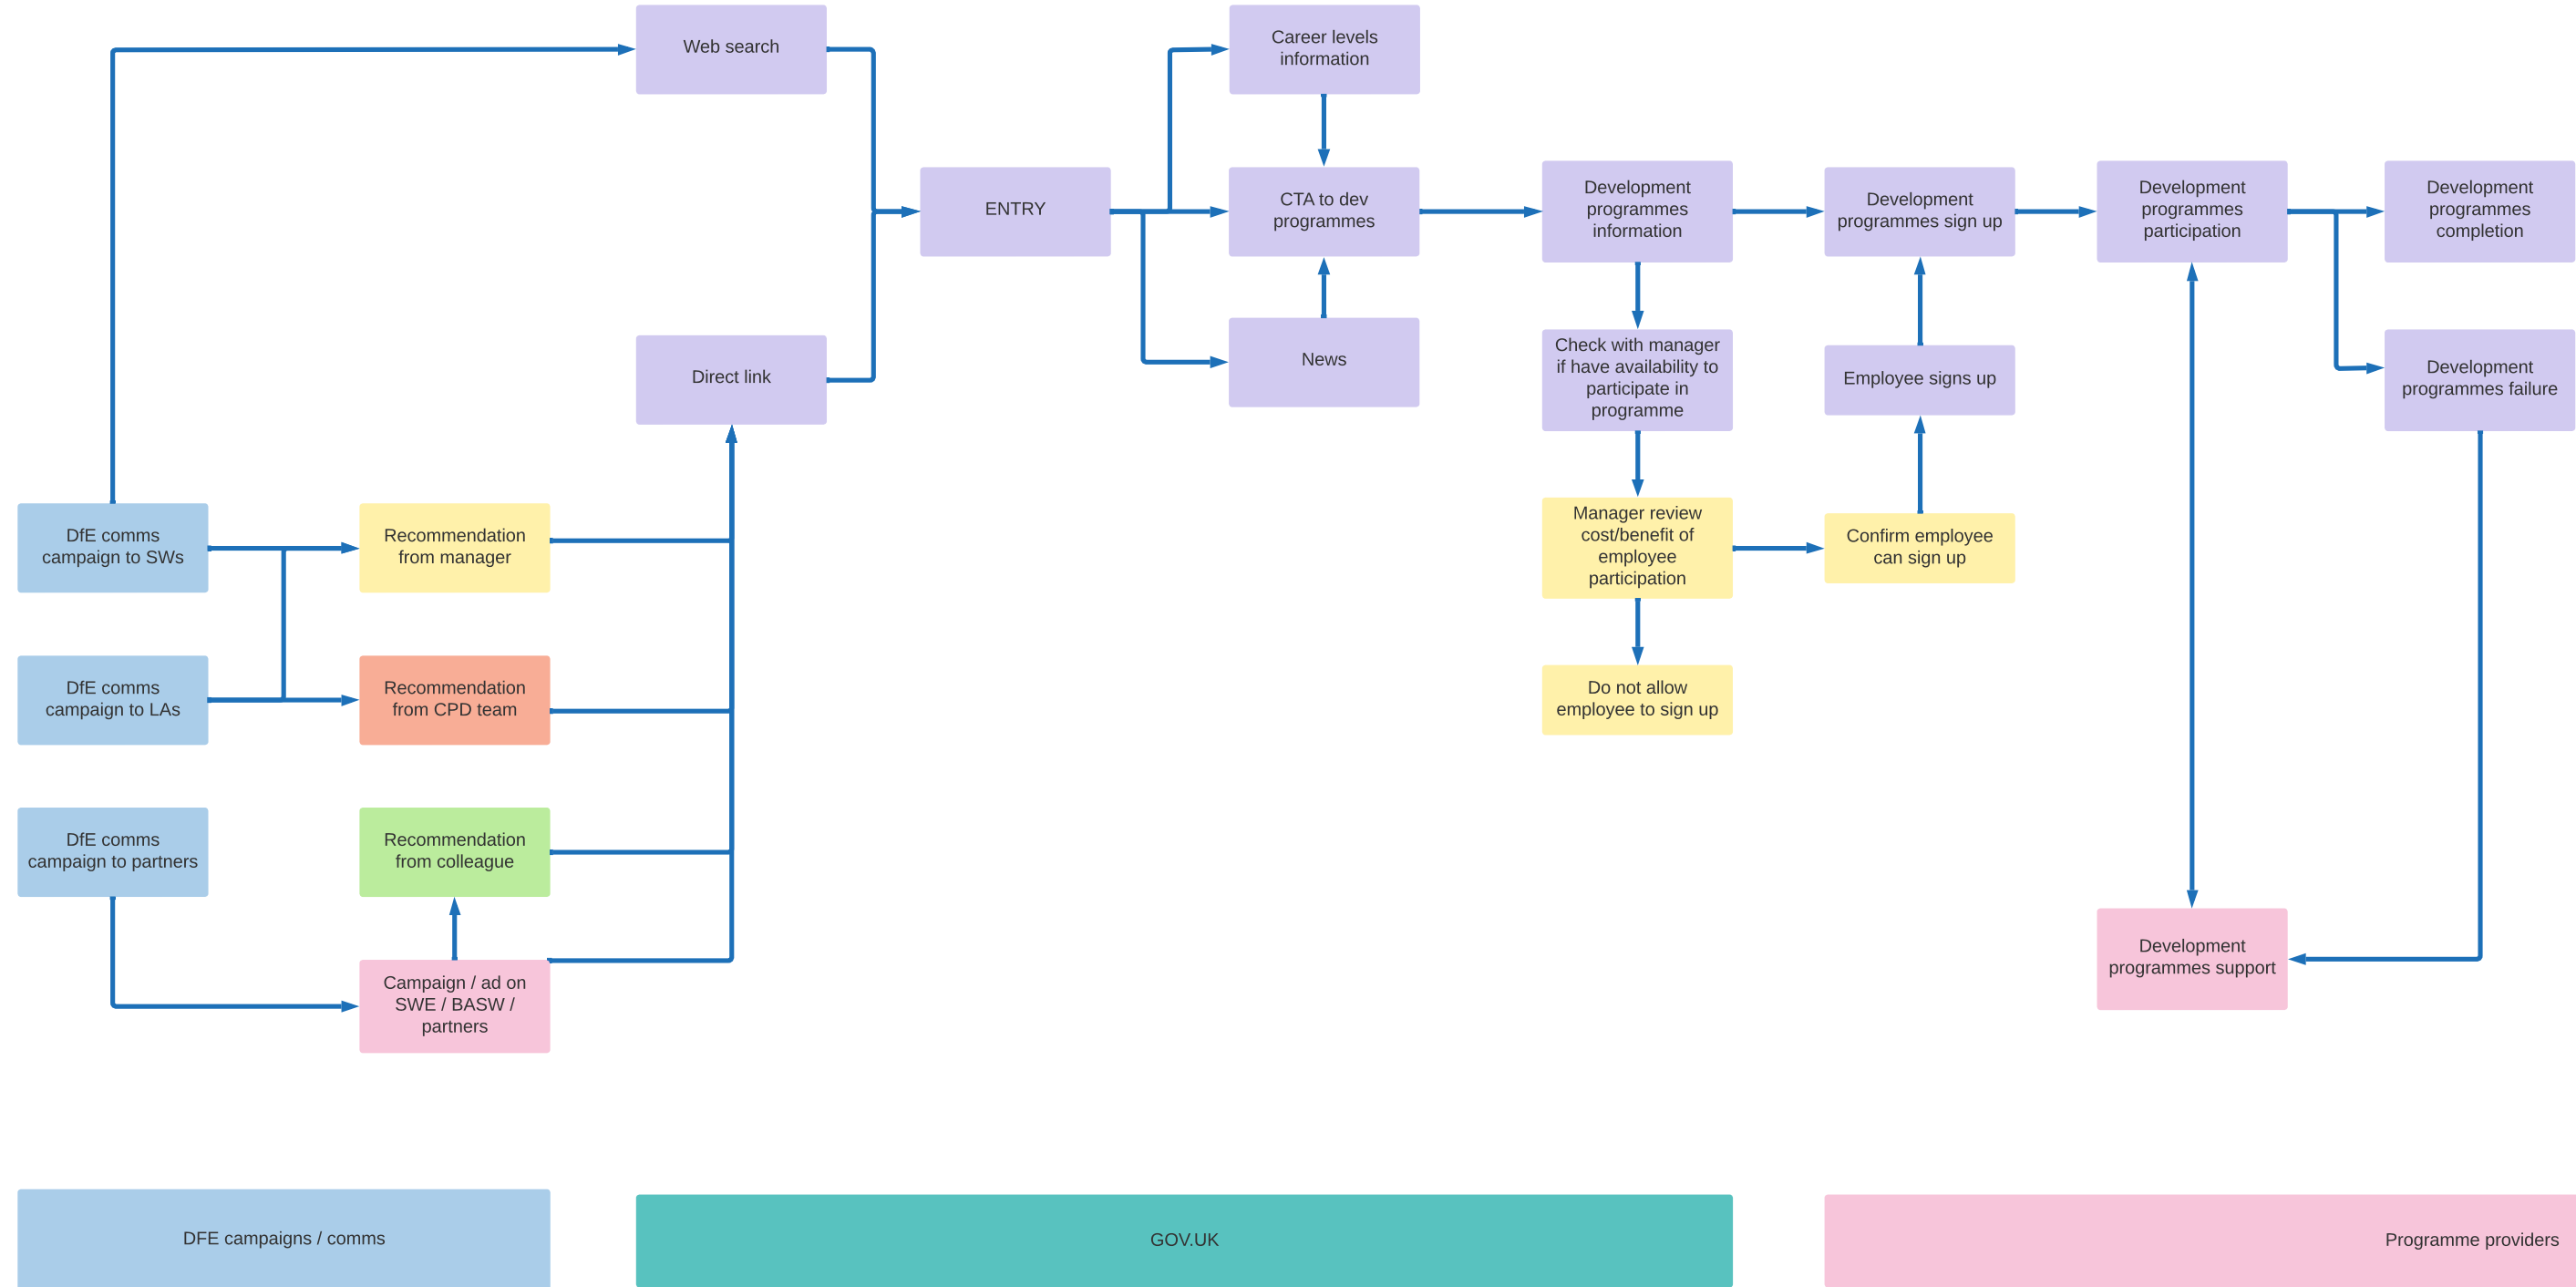 Web search
Career levels
information
ENTRY
CTA to dev
programmes
Development
programmes
information
Development
programmes sign up
Development
programmes
participation
Development
programmes
completion
Direct link
News
Check with manager
if have availability to
participate in
programme
Employee signs up
Development
programmes failure
DfE comms
campaign to SWs
Recommendation
from manager
Manager review
cost/benefit of
employee
participation
Confirm employee
can sign up
DfE comms
campaign to LAs
Recommendation
from CPD team
Do not allow
employee to sign up
DfE comms
campaign to partners
Recommendation
from colleague
Campaign / ad on
SWE / BASW /
partners
Development
programmes support
DFE campaigns / comms
GOV.UK
Programme providers